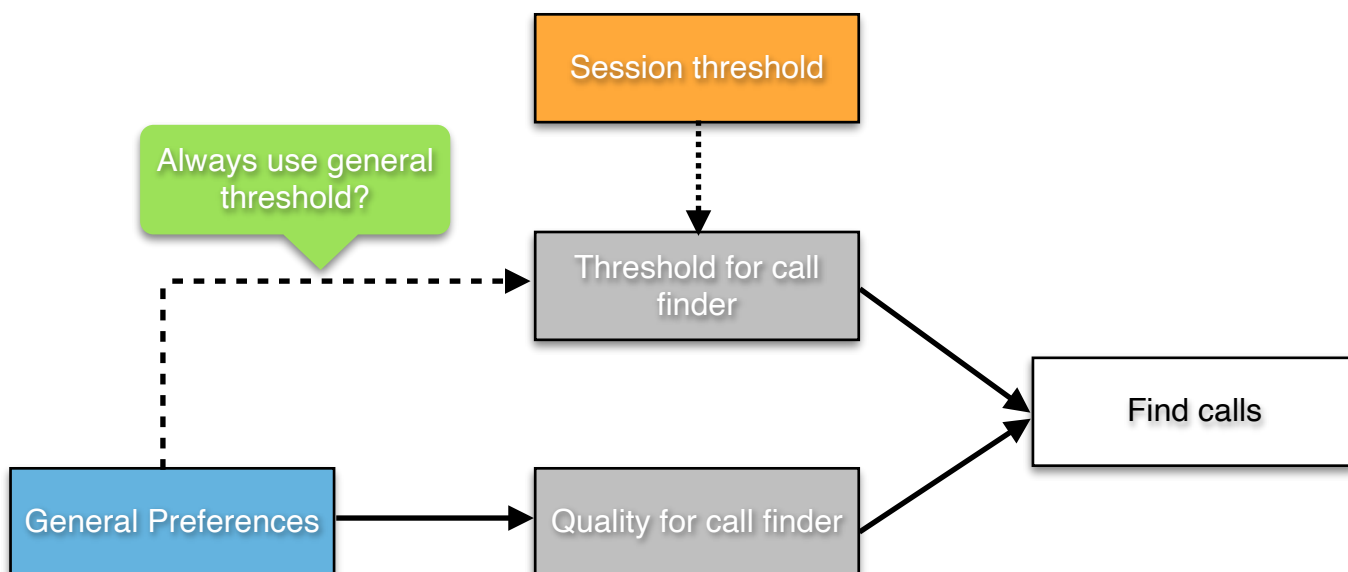 Session threshold
Always use general
threshold?
Threshold for call
finder
Find calls
General Preferences
Quality for call finder